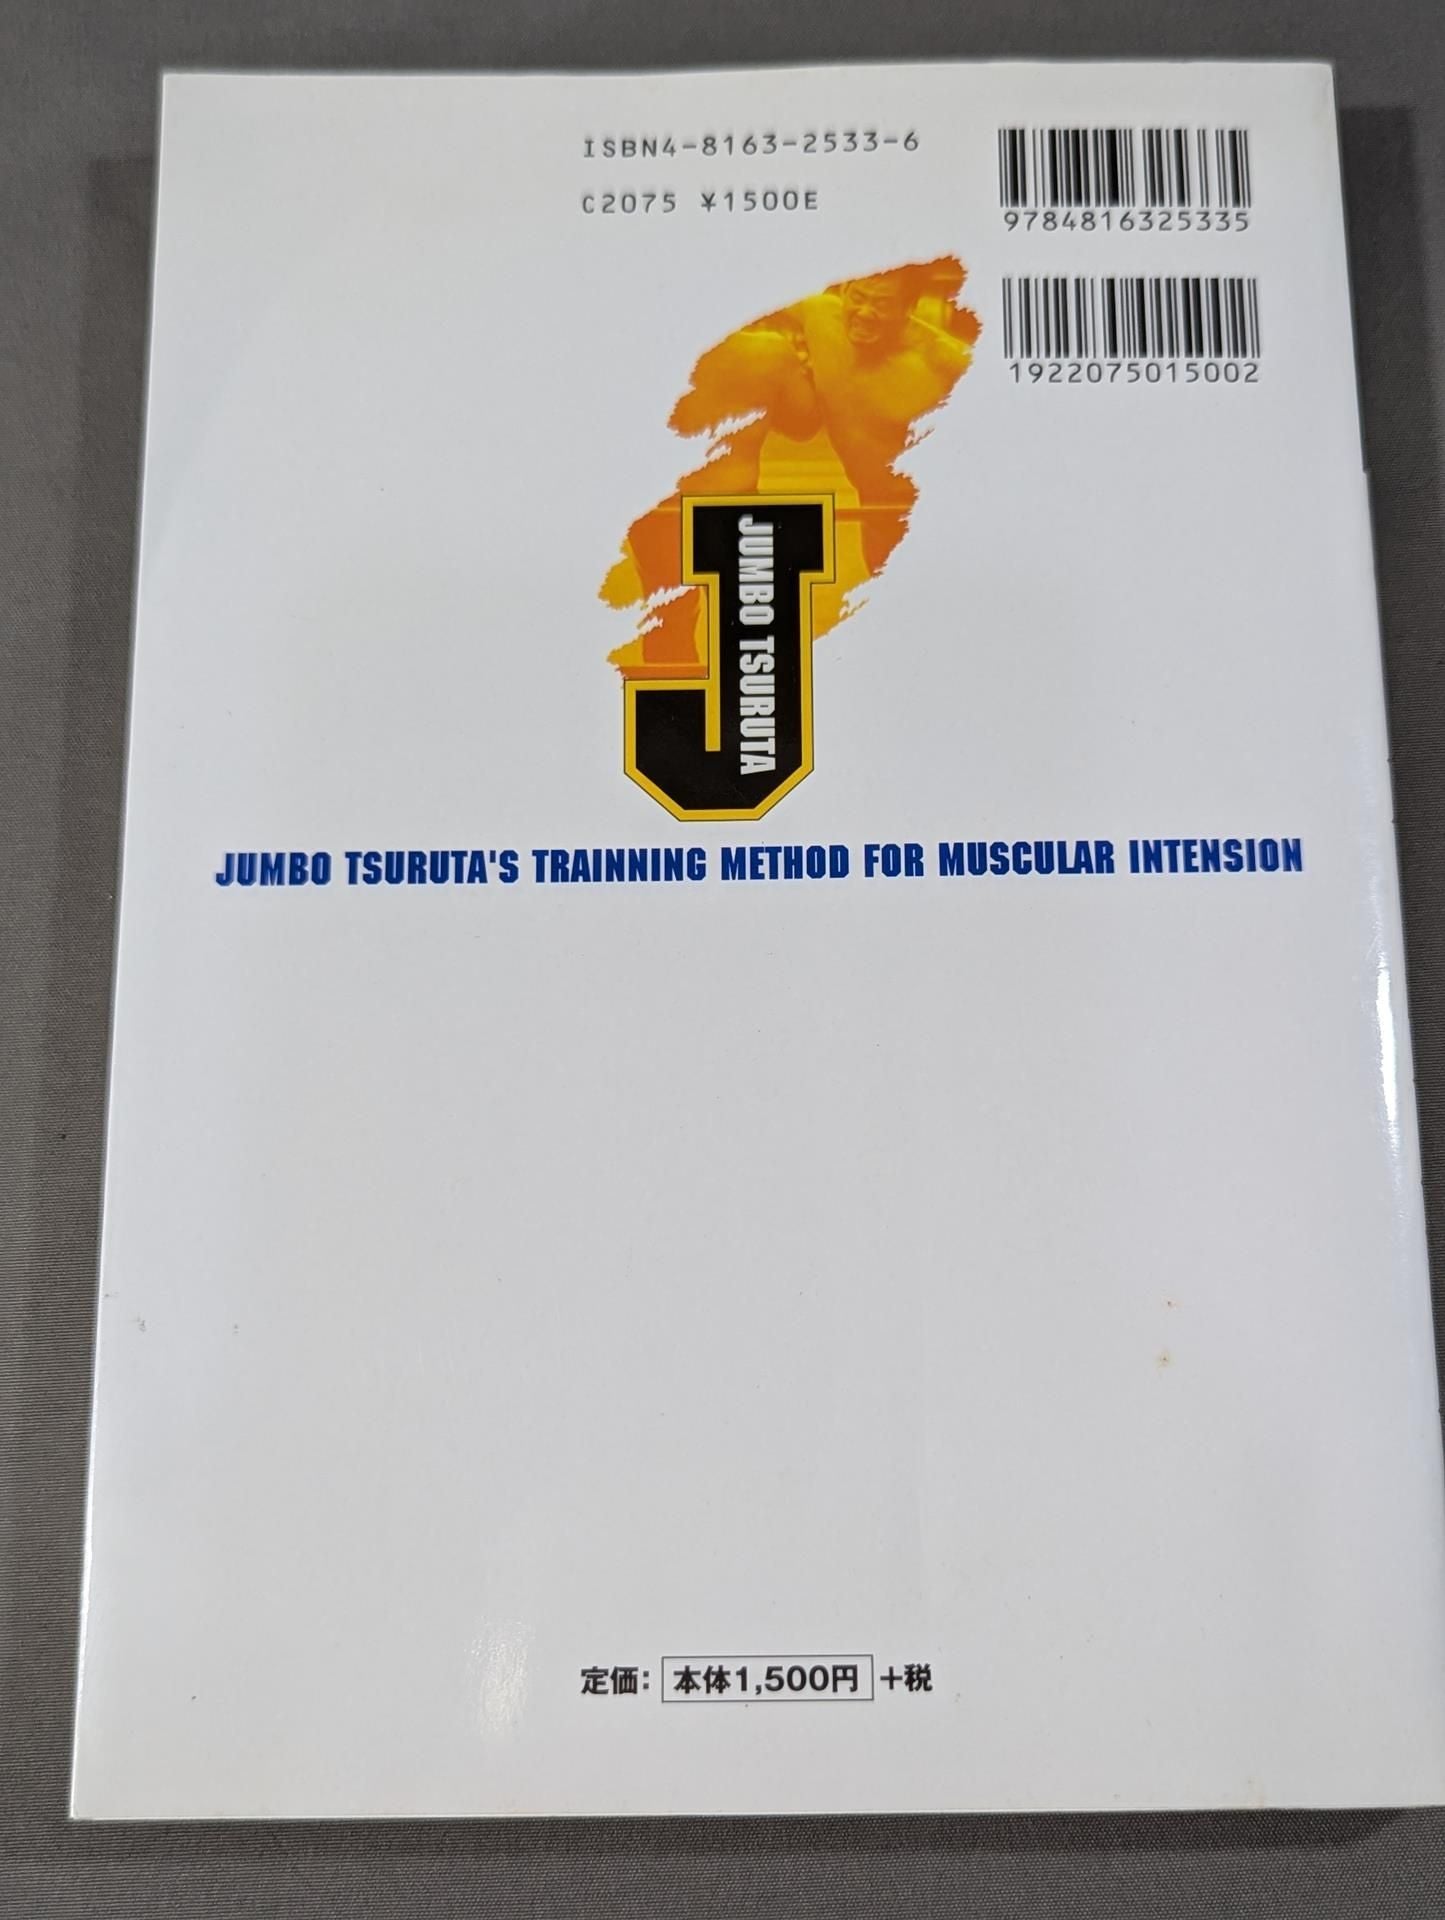 ISBN4-8163-2533-6
C2075 ¥1500E
9784816325335
1922075015002
JUMBO TSURUTA
JUMBO TSURUTA'S TRAINNING METHOD FOR MUSCULAR INTENSION
定価: 本体1,500円 +税